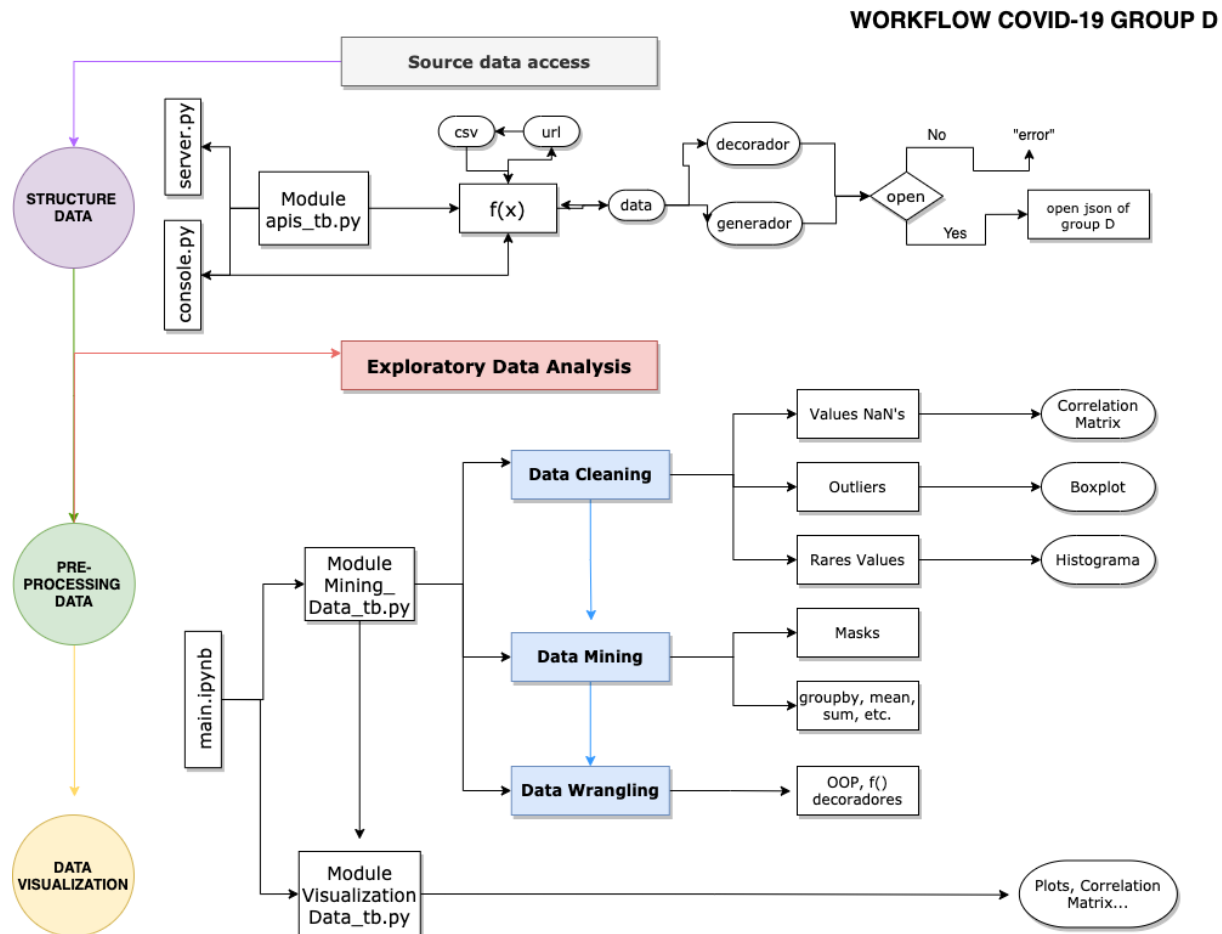 WORKFLOW COVID-19 GROUP D
Source data access
server.py
csv
url
decorador
No
"error"
STRUCTURE
DATA
Module
apis_tb.py
f(x)
data
open
open json of
group D
generador
Yes
console.py
Exploratory Data Analysis
Values NaN's
Correlation
Matrix
Data Cleaning
Outliers
Boxplot
Rares Values
Histograma
PRE-
PROCESSING
DATA
Module
Mining_
Data_tb.py
Masks
Data Mining
main.ipynb
groupby, mean,
sum, etc.
Data Wrangling
OOP, f()
decoradores
DATA
VISUALIZATION
Module
Visualization
Data_tb.py
Plots, Correlation
Matrix...